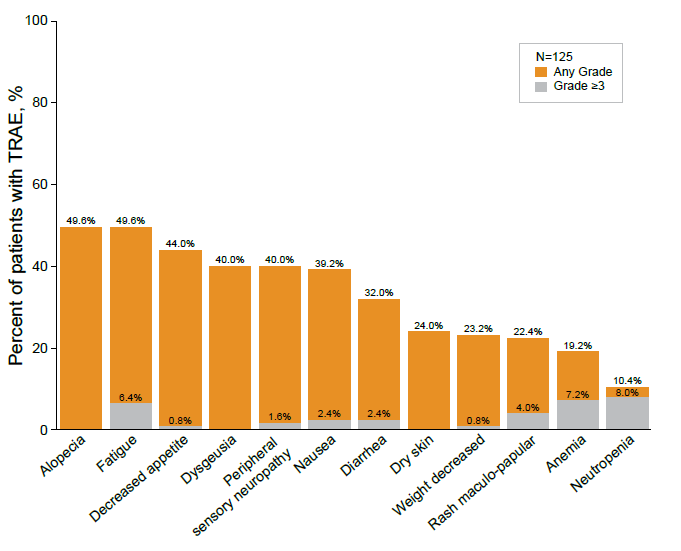 Percent of patients with TRAE, %
100
80
60
40
20
0
N=125
Any Grade
Grade ≥3
49.6%
49.6%
44.0%
40.0%
40.0%
39.2%
32.0%
24.0%
23.2%
22.4%
19.2%
10.4%
6.4%
0.8%
1.6%
2.4%
2.4%
0.8%
4.0%
7.2%
8.0%
Alopecia
Fatigue
Decreased appetite
Dysgeusia
Peripheral
sensory neuropathy
Nausea
Diarrhea
Dry skin
Weight decreased
Rash maculo-papular
Anemia
Neutropenia